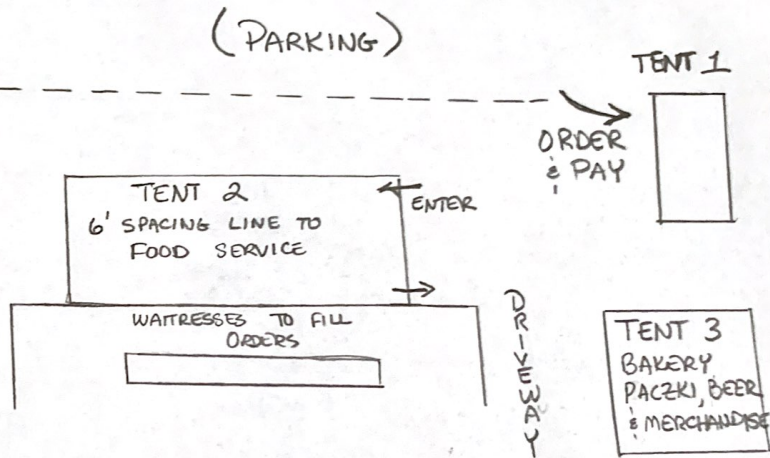 (PARKING)
TENT 1
ORDER
& PAY
TENT 2
6' SPACING LINE TO
FOOD SERVICE
ENTER
WAITRESSES TO FILL
ORDERS
DRIVEWAY
TENT 3
BAKERY
PACZKI, BEER
& MERCHANDISE